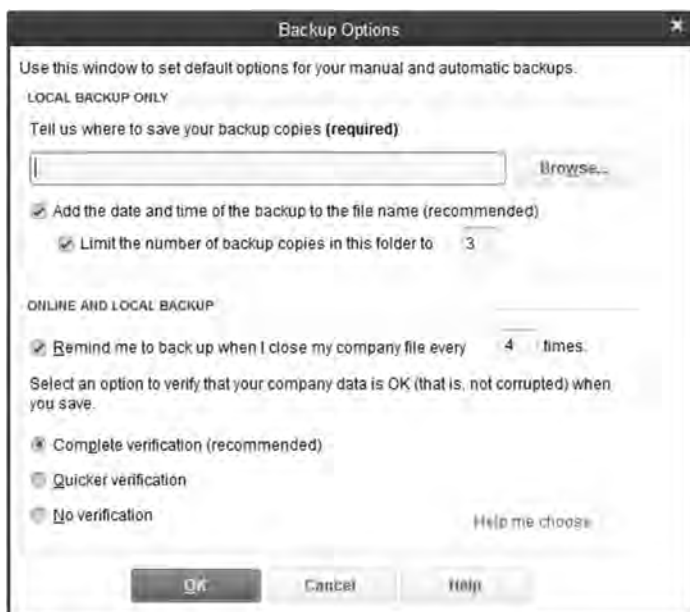 Backup Options
Use this window to set default options for your manual and automatic backups.
LOCAL BACKUP ONLY
Tell us where to save your backup copies (required)
Browse...
Add the date and time of the backup to the file name (recommended)
Limit the number of backup copies in this folder to 3
ONLINE AND LOCAL BACKUP
Remind me to back up when I close my company file every 4 times.
Select an option to verify that your company data is OK (that is, not corrupted) when
you save.
Complete verification (recommended)
Quicker verification
No verification
Help me choose
OK Cancel Help